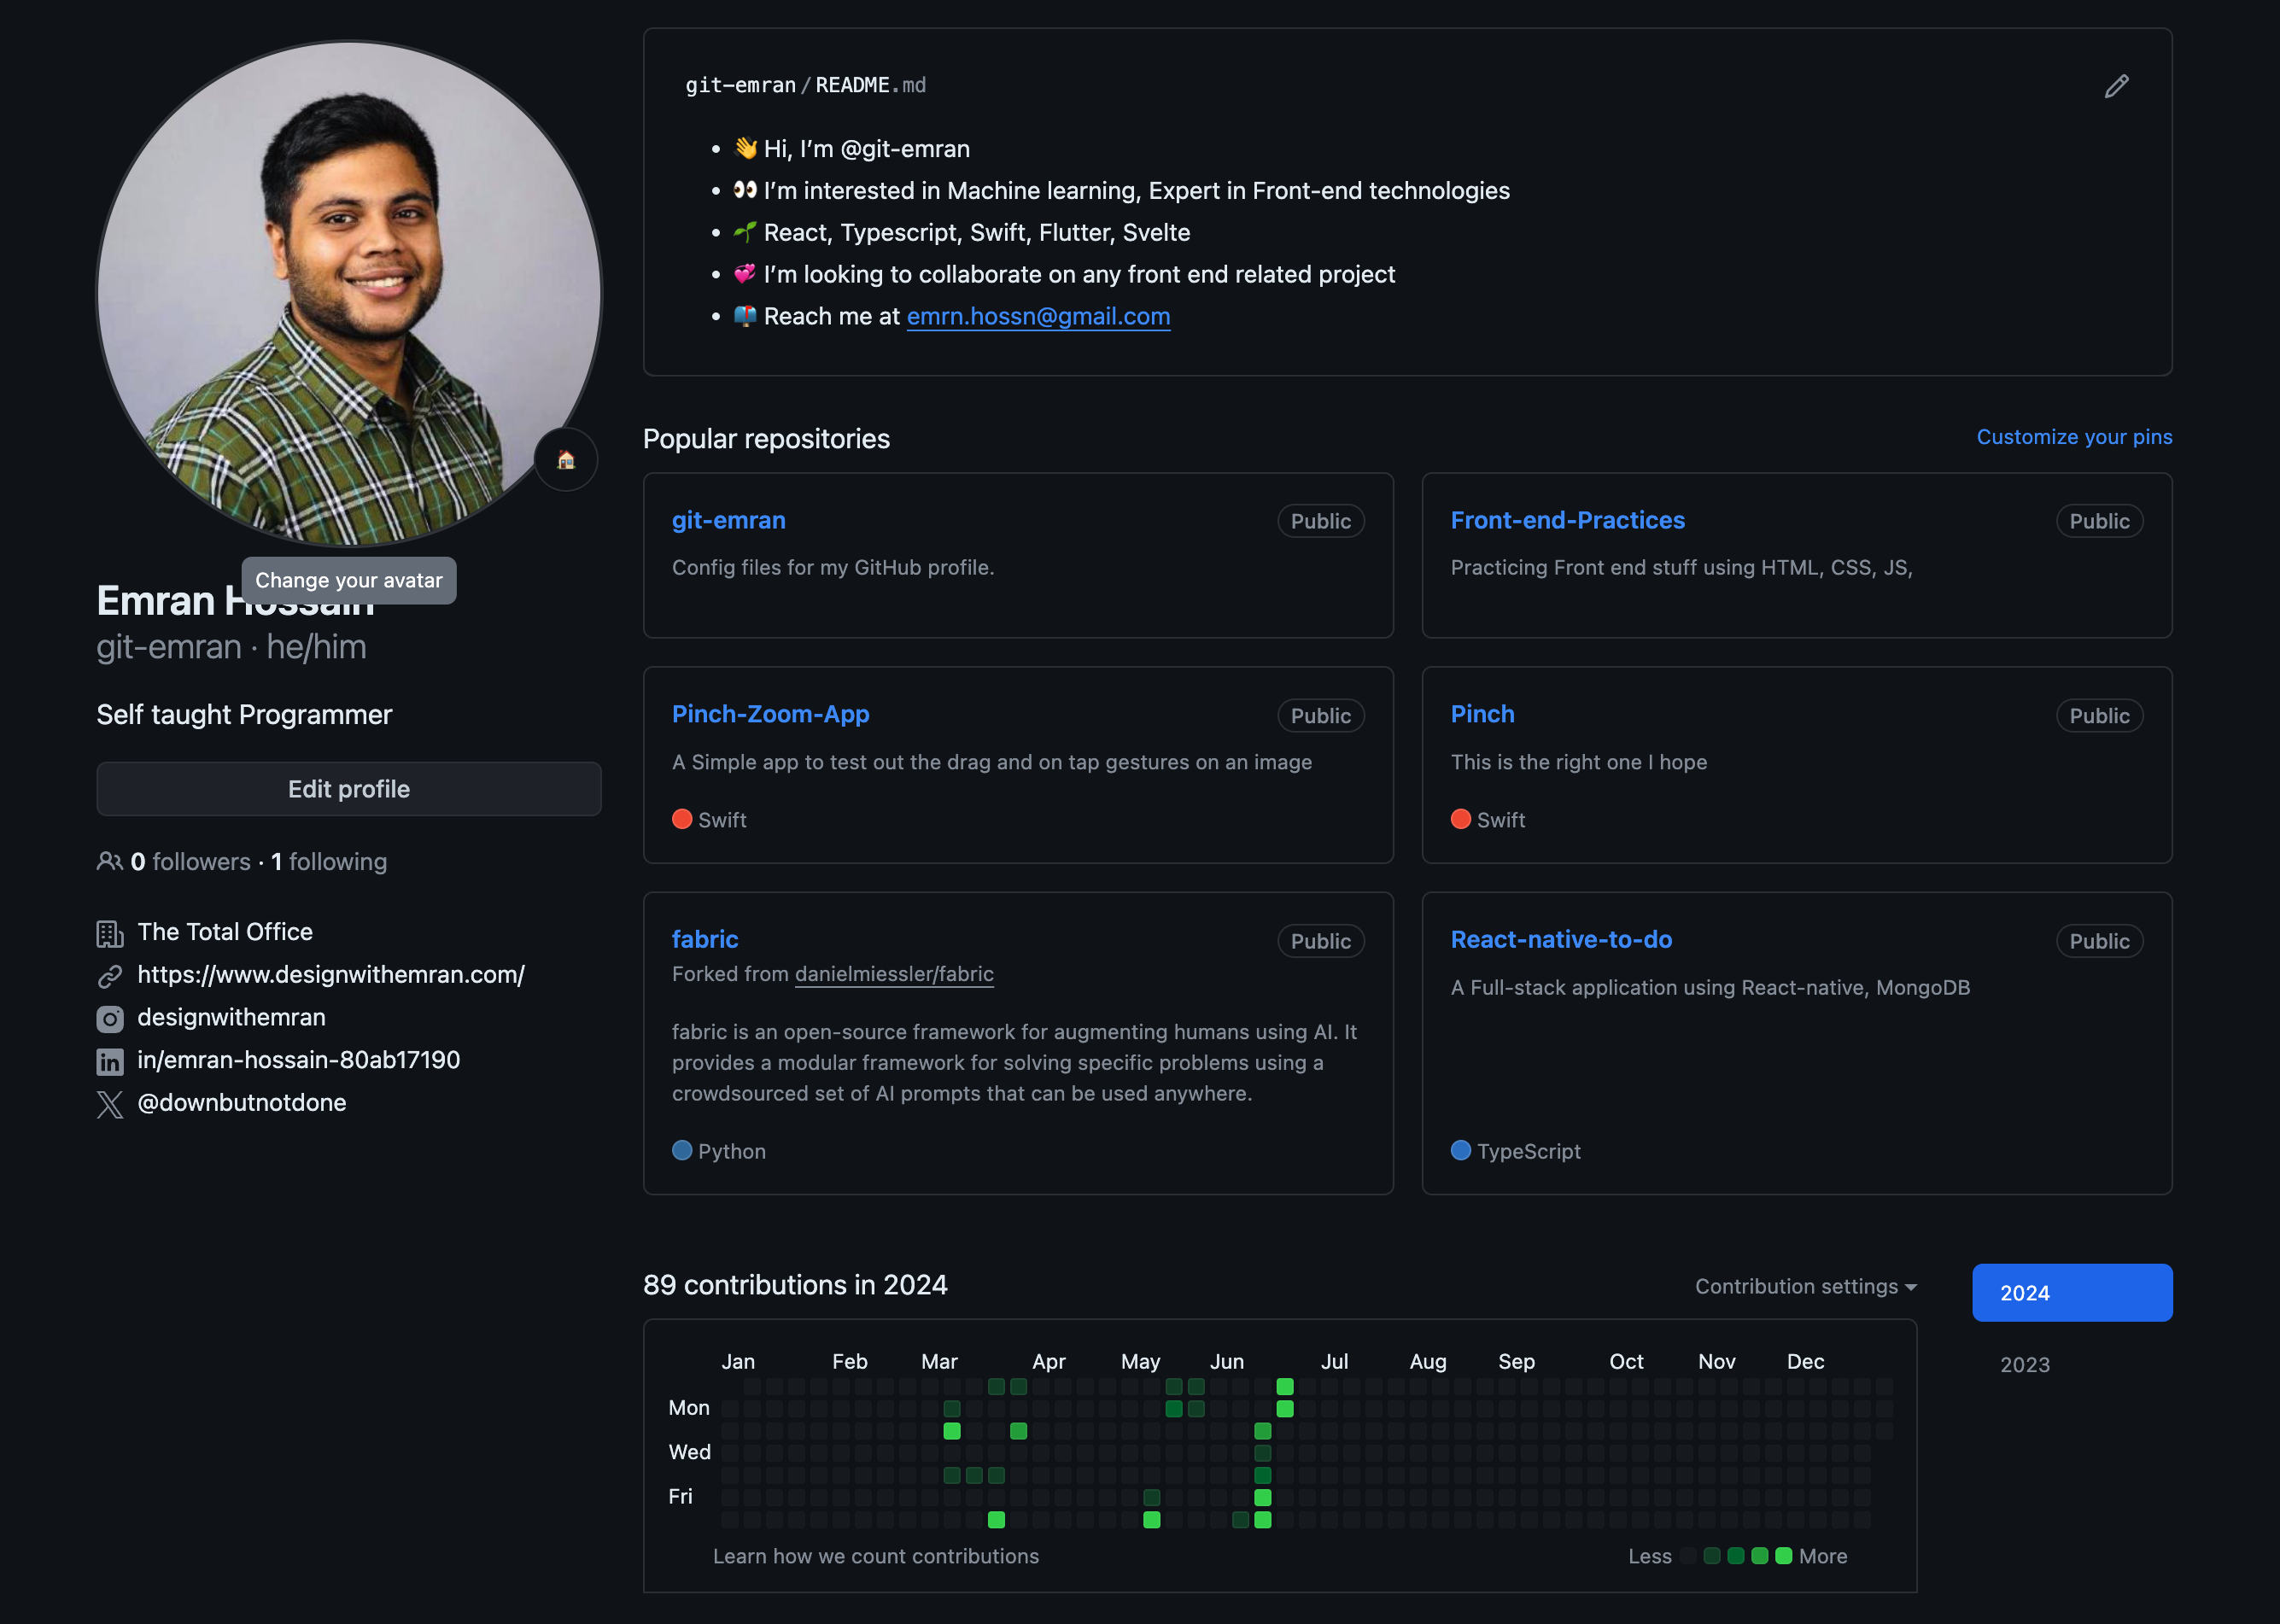 Change your avatar
Emran Hossain
git-emran · he/him
Self taught Programmer
Edit profile
0 followers · 1 following
The Total Office
https://www.designwithemran.com/
designwithemran
in/emran-hossain-80ab17190
@downbutnotdone
git-emran/README.md
👋 Hi, I’m @git-emran
👀 I’m interested in Machine learning, Expert in Front-end technologies
🌱 React, Typescript, Swift, Flutter, Svelte
💞️ I’m looking to collaborate on any front end related project
📫 Reach me at emrn.hossn@gmail.com
Popular repositories
Customize your pins
git-emran Public
Config files for my GitHub profile.
Front-end-Practices Public
Practicing Front end stuff using HTML, CSS, JS,
Pinch-Zoom-App Public
A Simple app to test out the drag and on tap gestures on an image
Swift
Pinch Public
This is the right one I hope
Swift
fabric Public
Forked from danielmiessler/fabric
fabric is an open-source framework for augmenting humans using AI. It
provides a modular framework for solving specific problems using a
crowdsourced set of AI prompts that can be used anywhere.
Python
React-native-to-do Public
A Full-stack application using React-native, MongoDB
TypeScript
89 contributions in 2024
Contribution settings
2024
2023
Jan Feb Mar Apr May Jun Jul Aug Sep Oct Nov Dec
Mon
Wed
Fri
Learn how we count contributions
Less More